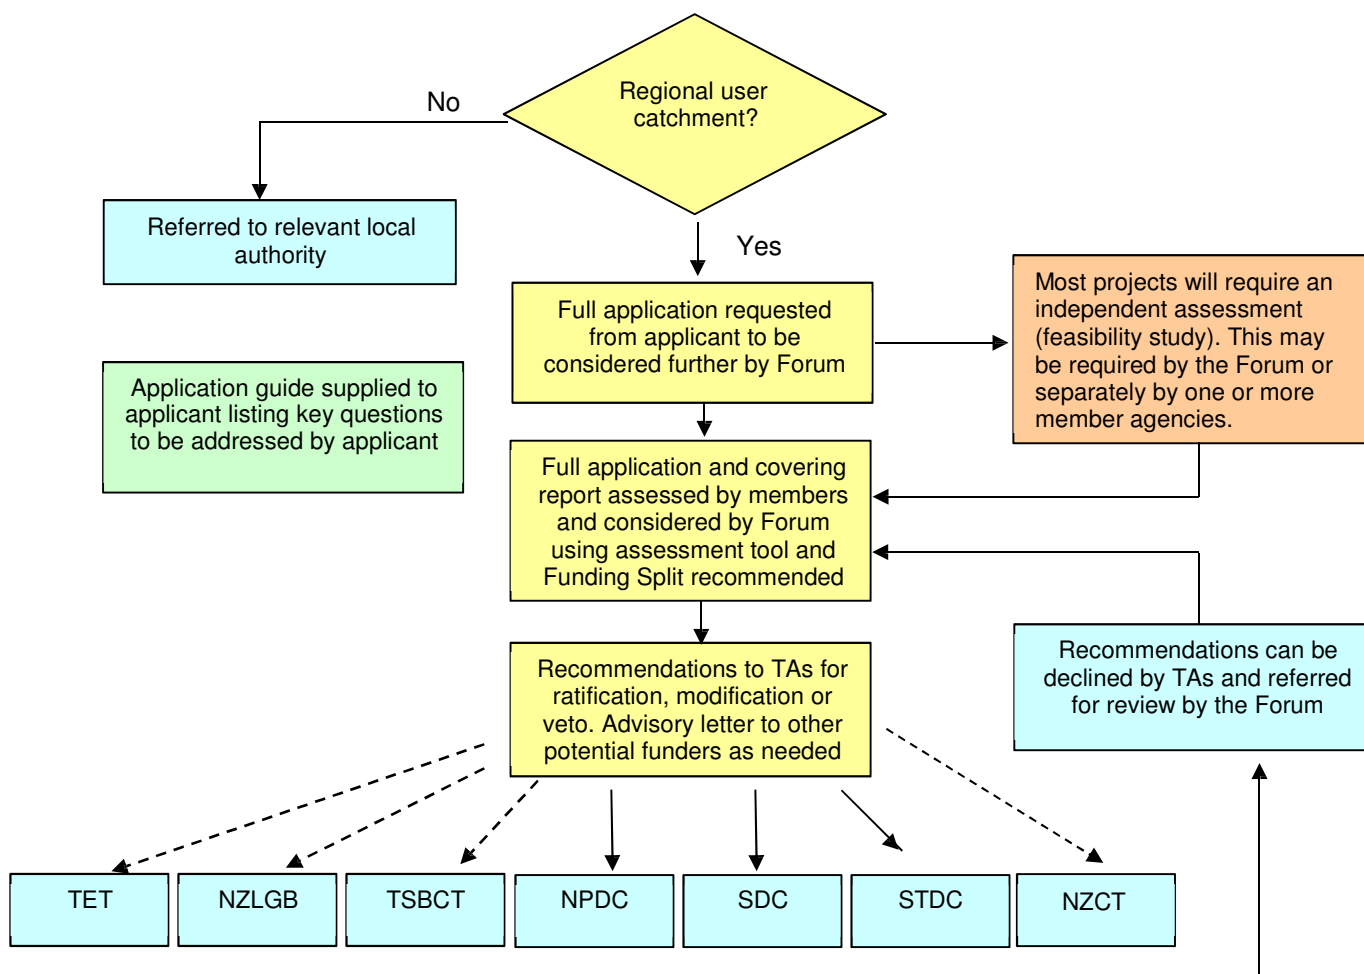 Regional user
catchment?
No
Referred to relevant local
authority
Yes
Full application requested
from applicant to be
considered further by Forum
Most projects will require an
independent assessment
(feasibility study). This may
be required by the Forum or
separately by one or more
member agencies.
Application guide supplied to
applicant listing key questions
to be addressed by applicant
Full application and covering
report assessed by members
and considered by Forum
using assessment tool and
Funding Split recommended
Recommendations can be
declined by TAs and referred
for review by the Forum
Recommendations to TAs for
ratification, modification or
veto. Advisory letter to other
potential funders as needed
TET
NZLGB
TSBCT
NPDC
SDC
STDC
NZCT